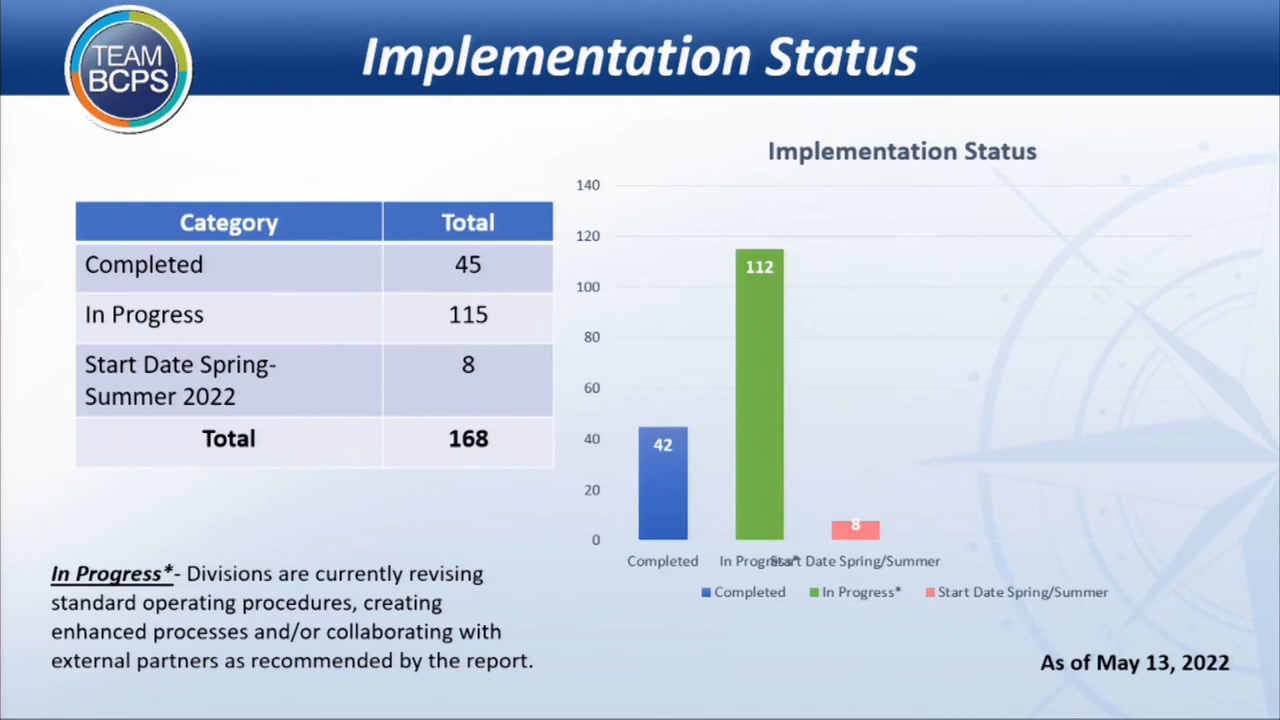 TEAM
BCPS
Implementation Status
Category Total
Completed 45
In Progress 115
Start Date Spring-
Summer 2022
8
Total 168
In Progress*- Divisions are currently revising
standard operating procedures, creating
enhanced processes and/or collaborating with
external partners as recommended by the report.
Implementation Status
140
120
100
80
60
40
20
0
42
112
8
Completed In Progress* Start Date Spring/Summer
Completed In Progress* Start Date Spring/Summer
As of May 13, 2022